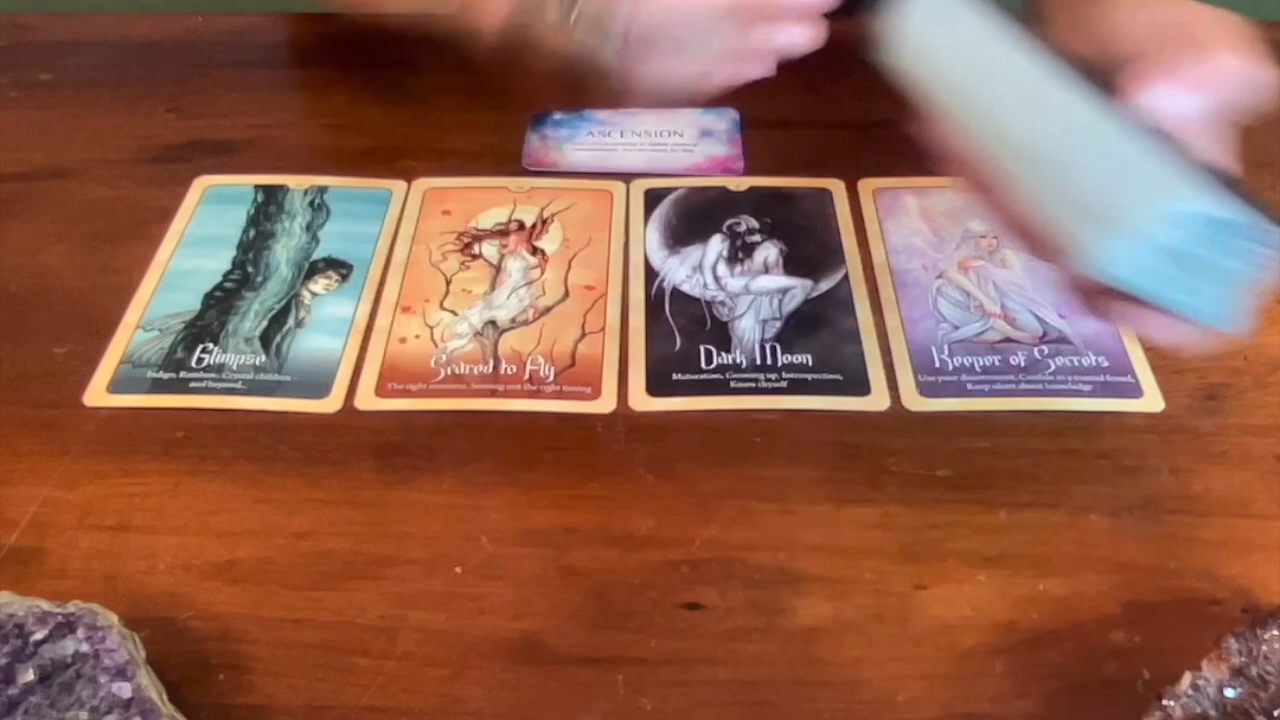 ASCENSION
Glimpse
Indigo, Rainbow, Crystal children -
and beyond...
Scared to Fly
The right moment, Sensing out the right timing
Dark Moon
Maturation, Growing up, Introspection,
Know thyself
Keeper of Secrets
Use your discernment, Confide in a trusted friend,
Keep silent about knowledge